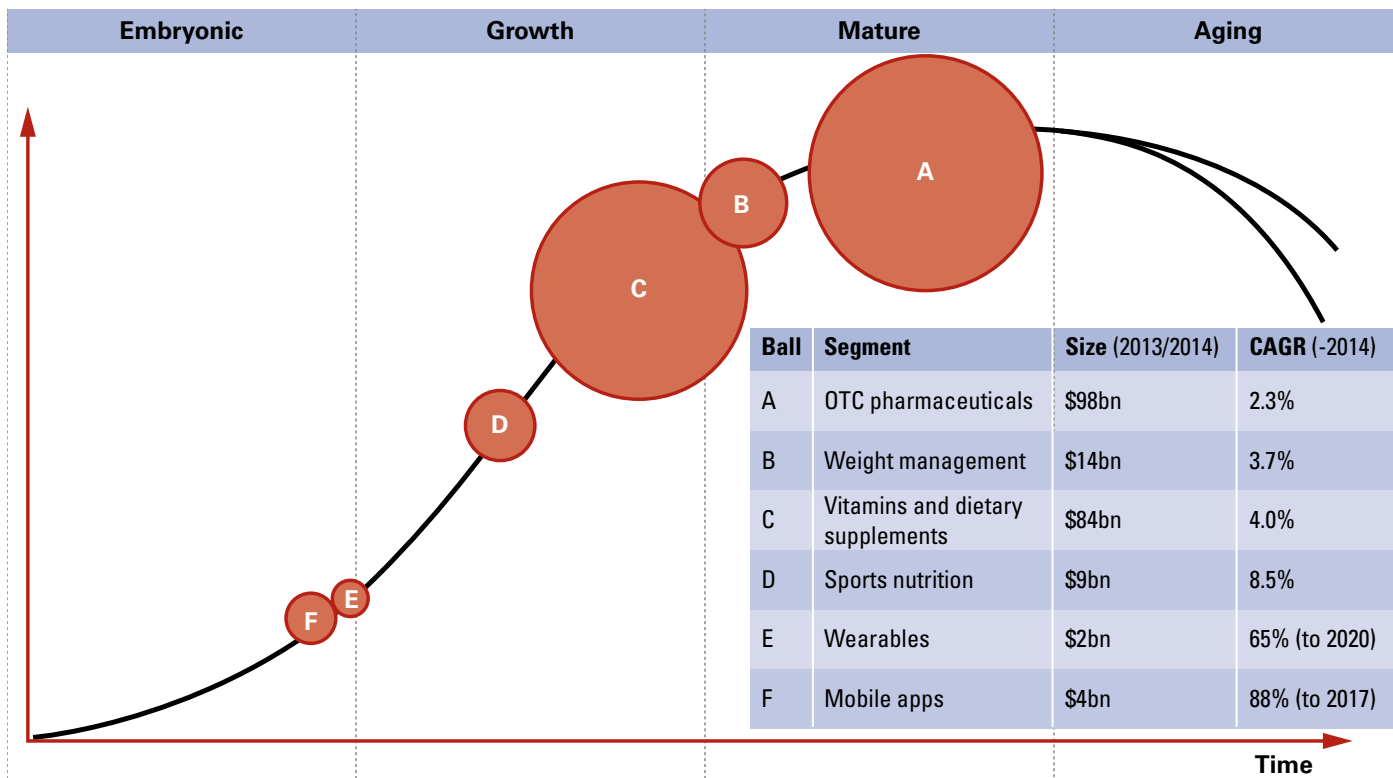 Embryonic Growth Mature Aging
A
B
C
D
E
F
Ball Segment Size (2013/2014) CAGR (-2014)
A OTC pharmaceuticals $98bn 2.3%
B Weight management $14bn 3.7%
C Vitamins and dietary supplements $84bn 4.0%
D Sports nutrition $9bn 8.5%
E Wearables $2bn 65% (to 2020)
F Mobile apps $4bn 88% (to 2017)
Time